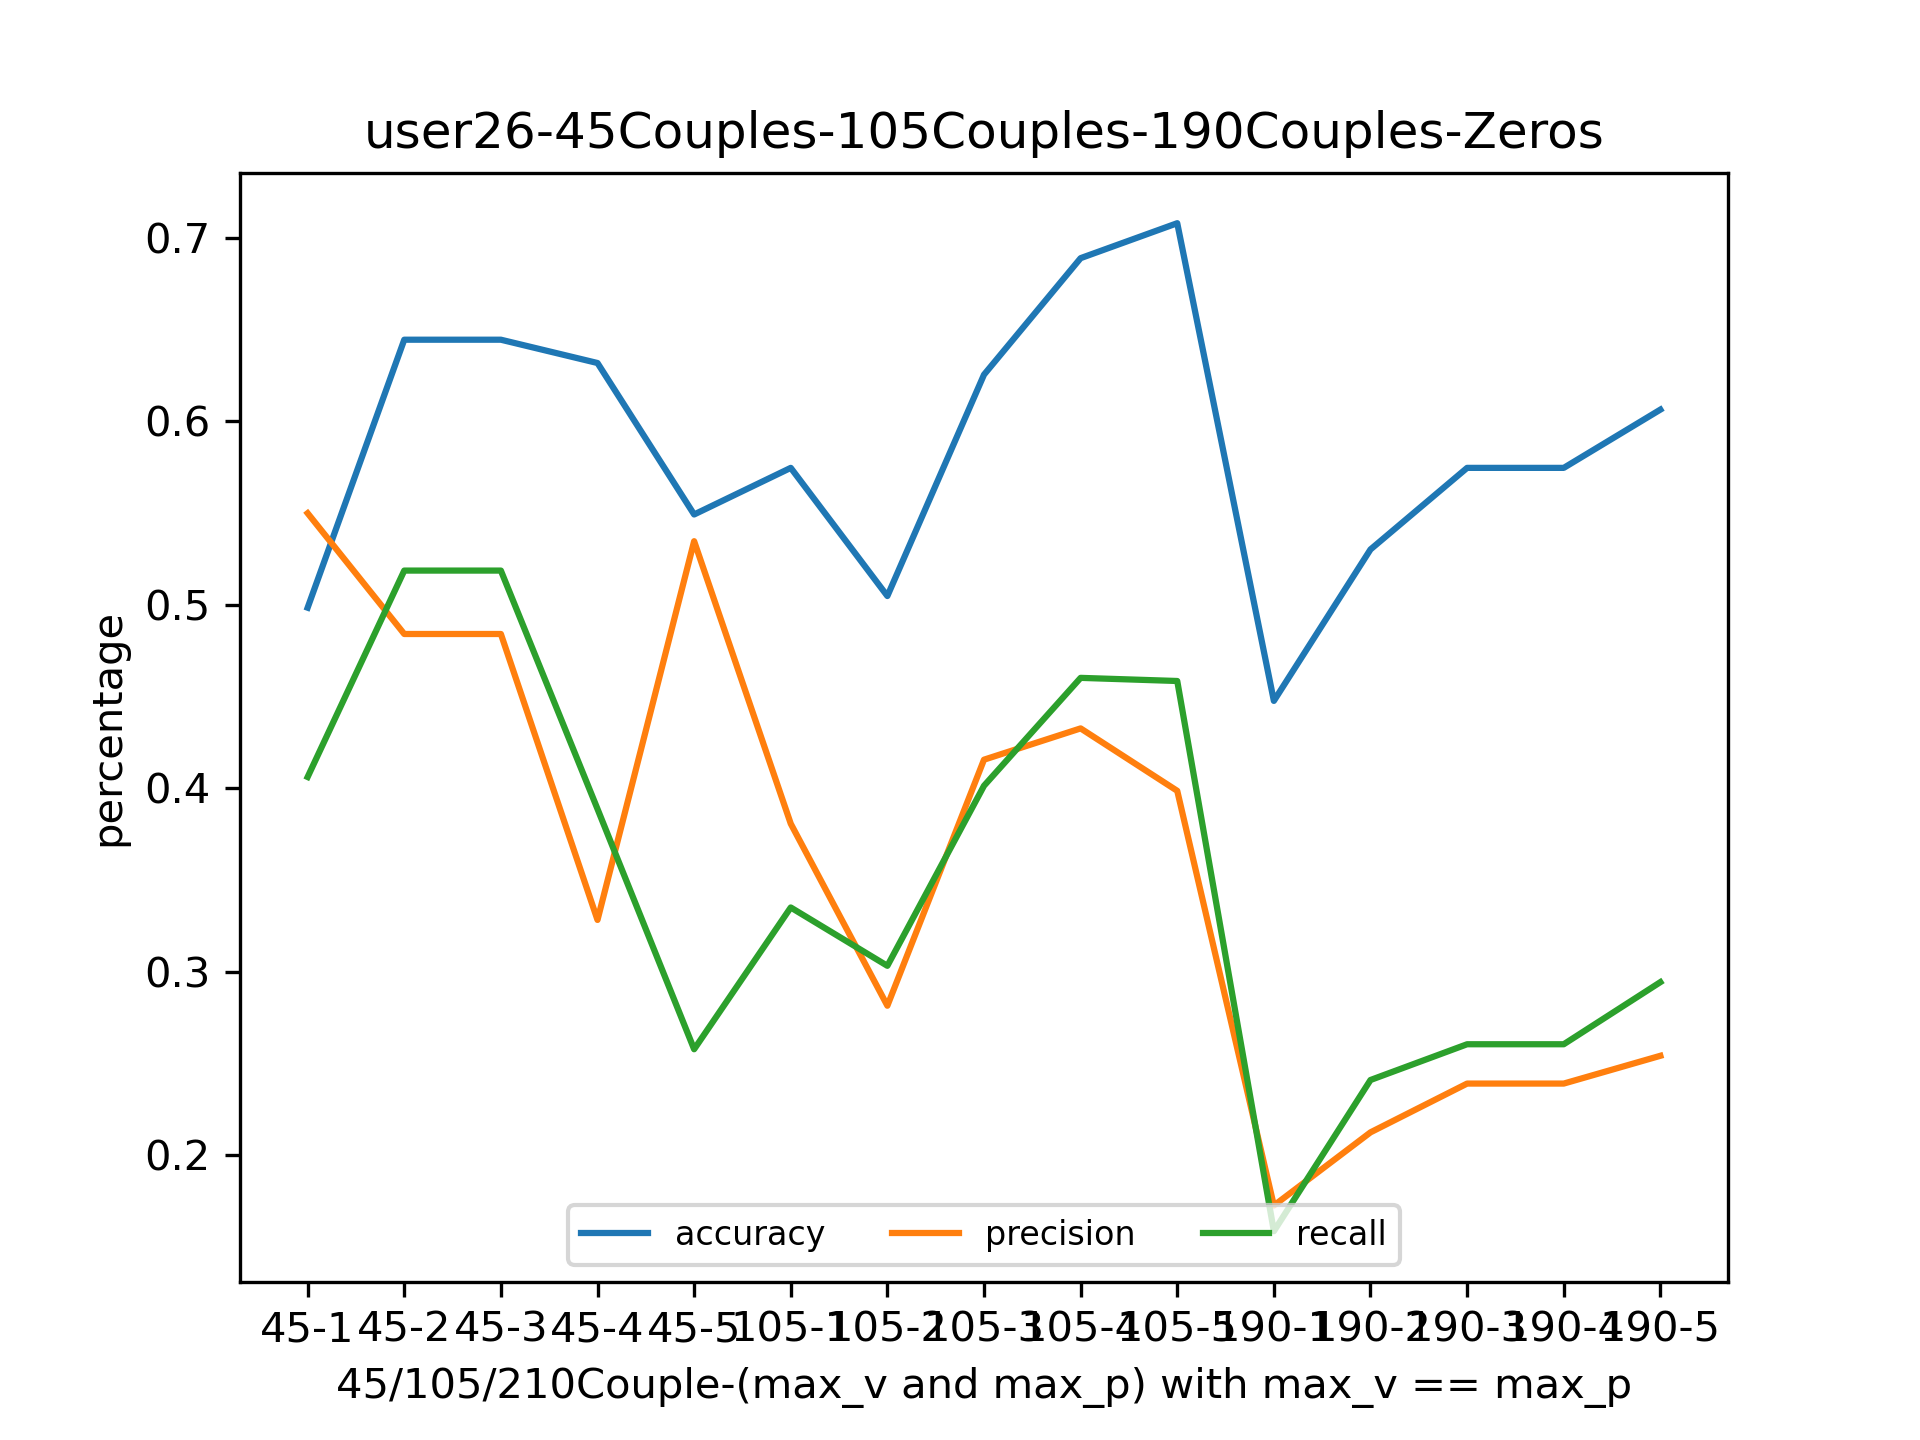 user26-45Couples-105Couples-190Couples-Zeros
percentage
0.7
0.6
0.5
0.4
0.3
0.2
accuracy precision recall
45-1 45-2 45-3 45-4 45-5 105-1 105-2 105-3 105-4 105-5 190-1 190-2 190-3 190-4 190-5
45/105/210Couple-(max_v and max_p) with max_v == max_p